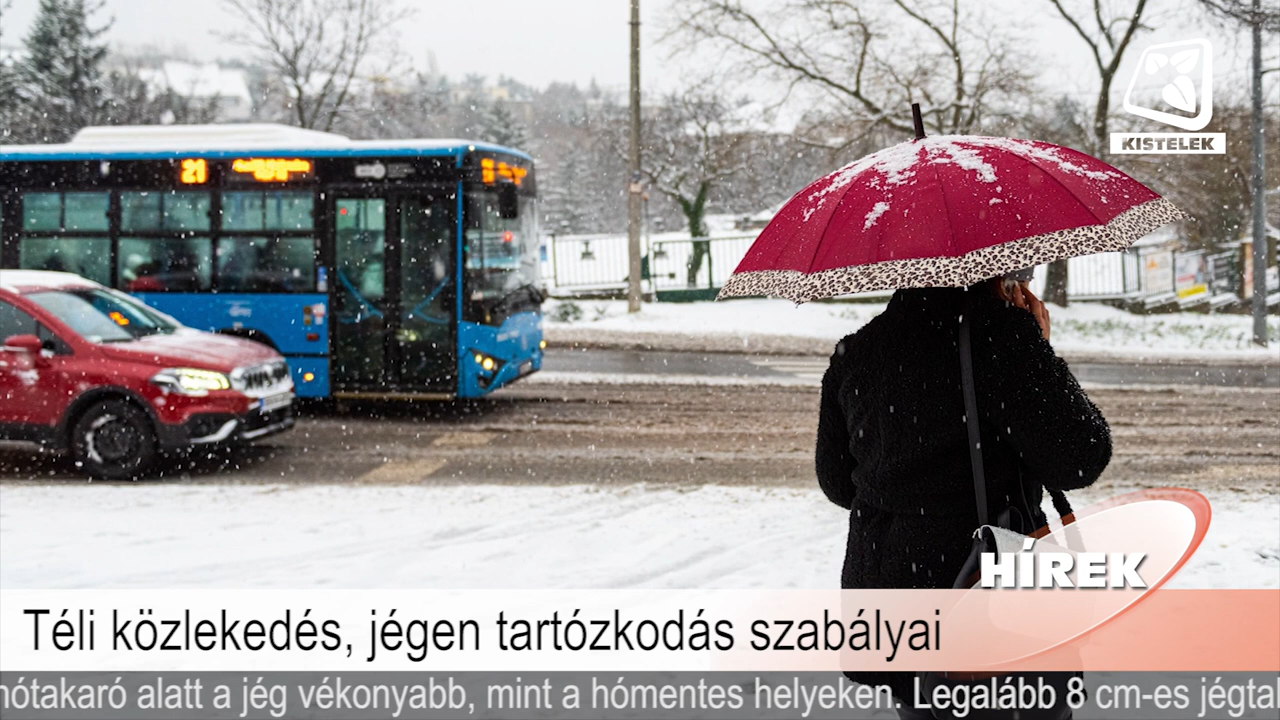 21
KISTELEK
HÍREK
Téli közlekedés, jégen tartózkodás szabályai
hótakaró alatt a jég vékonyabb, mint a hómentes helyeken. Legalább 8 cm-es jégtal